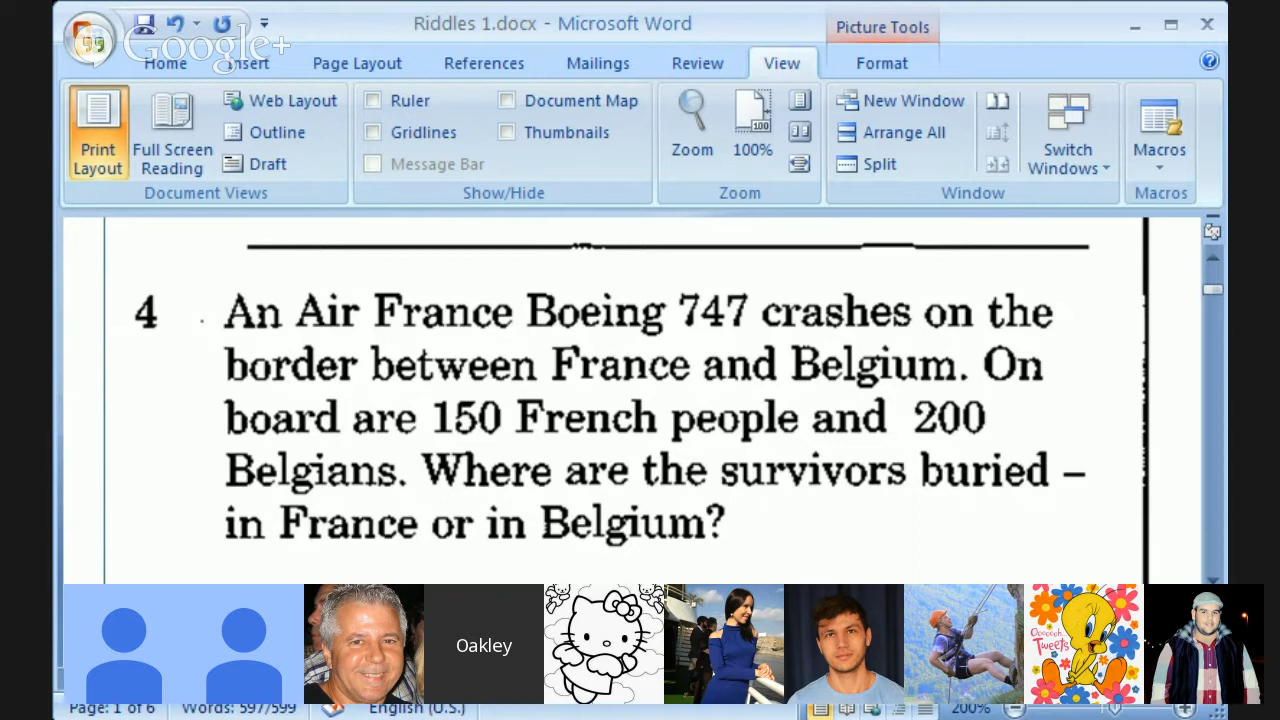 Riddles 1.docx - Microsoft Word
Picture Tools
Google+
Home
Insert
Page Layout
References
Mailings
Review
View
Format
Print Layout
Full Screen Reading
Web Layout
Outline
Draft
Document Views
Ruler
Gridlines
Message Bar
Document Map
Thumbnails
Show/Hide
Zoom
100
100%
Zoom
New Window
Arrange All
Split
Switch Windows
Window
Macros
Macros
4 An Air France Boeing 747 crashes on the
border between France and Belgium. On
board are 150 French people and 200
Belgians. Where are the survivors buried –
in France or in Belgium?
Oakley
Oooooh..
Tweets
Page: 1 of 6
Words: 597/599
English (U.S.)
200%